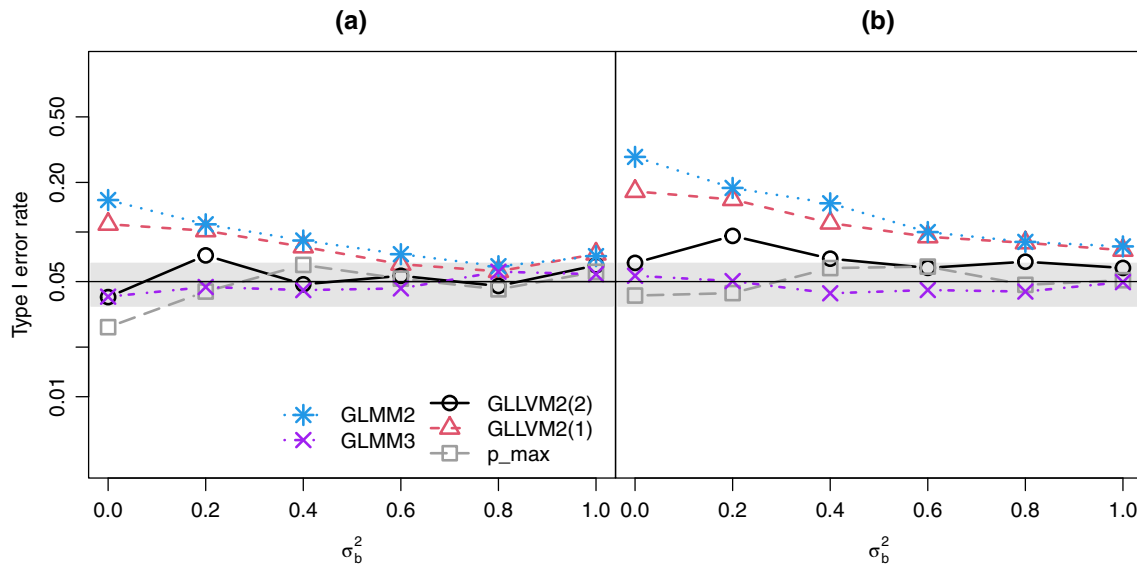 (a) (b)
Type I error rate
0.50
0.20
0.05
0.01
GLMM2
GLMM3
GLLVM2(2)
GLLVM2(1)
p_max
0.0 0.2 0.4 0.6 0.8 1.0 0.0 0.2 0.4 0.6 0.8 1.0
σ_b^2 σ_b^2